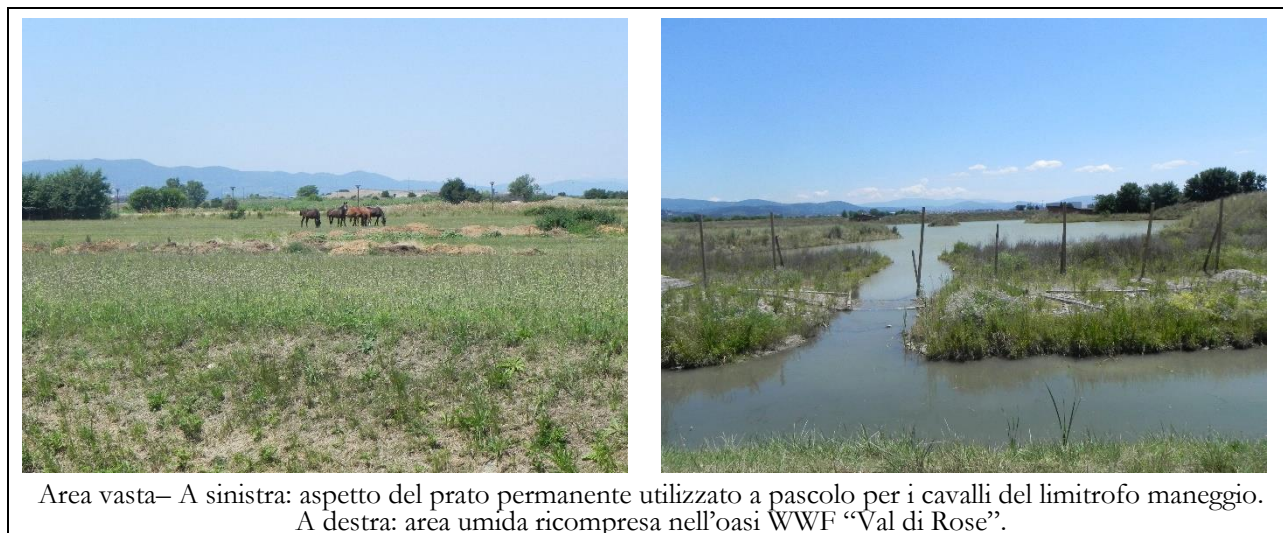 Area vasta– A sinistra: aspetto del prato permanente utilizzato a pascolo per i cavalli del limitrofo maneggio.
A destra: area umida ricompresa nell’oasi WWF “Val di Rose”.